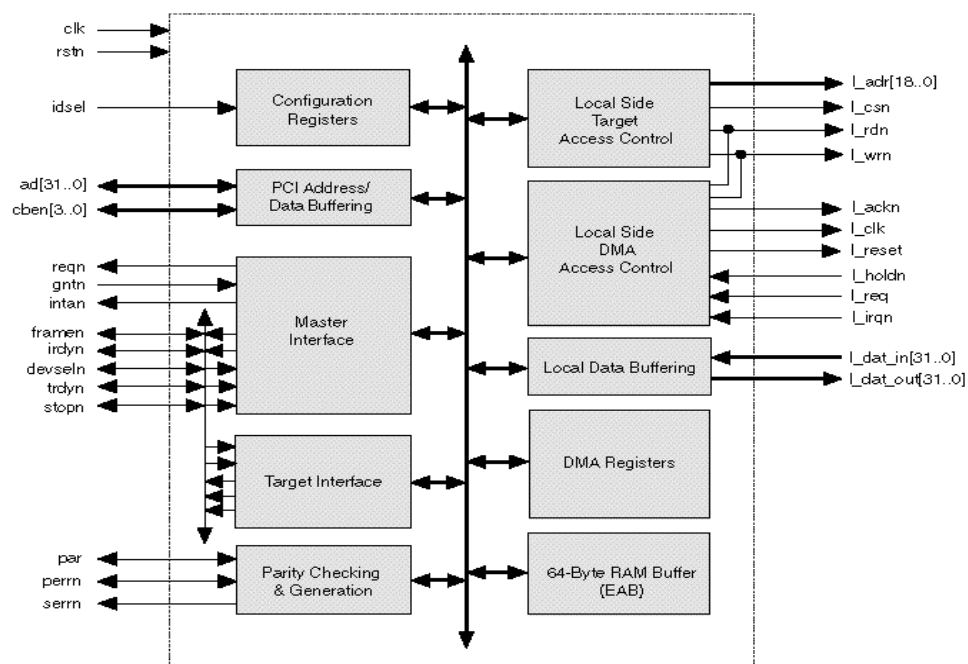 clk
rstn
idsel
ad[31..0]
cben[3..0]
reqn
gntn
intan
framen
irdyn
devseln
trdyn
stopn
par
perrn
serrn
Configuration
Registers
PCI Address/
Data Buffering
Master
Interface
Target Interface
Parity Checking
& Generation
Local Side
Target
Access Control
Local Side
DMA
Access Control
Local Data Buffering
DMA Registers
64-Byte RAM Buffer
(EAB)
l_adr[18..0]
l_csn
l_rdn
l_wrn
l_ackn
l_clk
l_reset
l_holdn
l_req
l_irqn
l_dat_in[31..0]
l_dat_out[31..0]